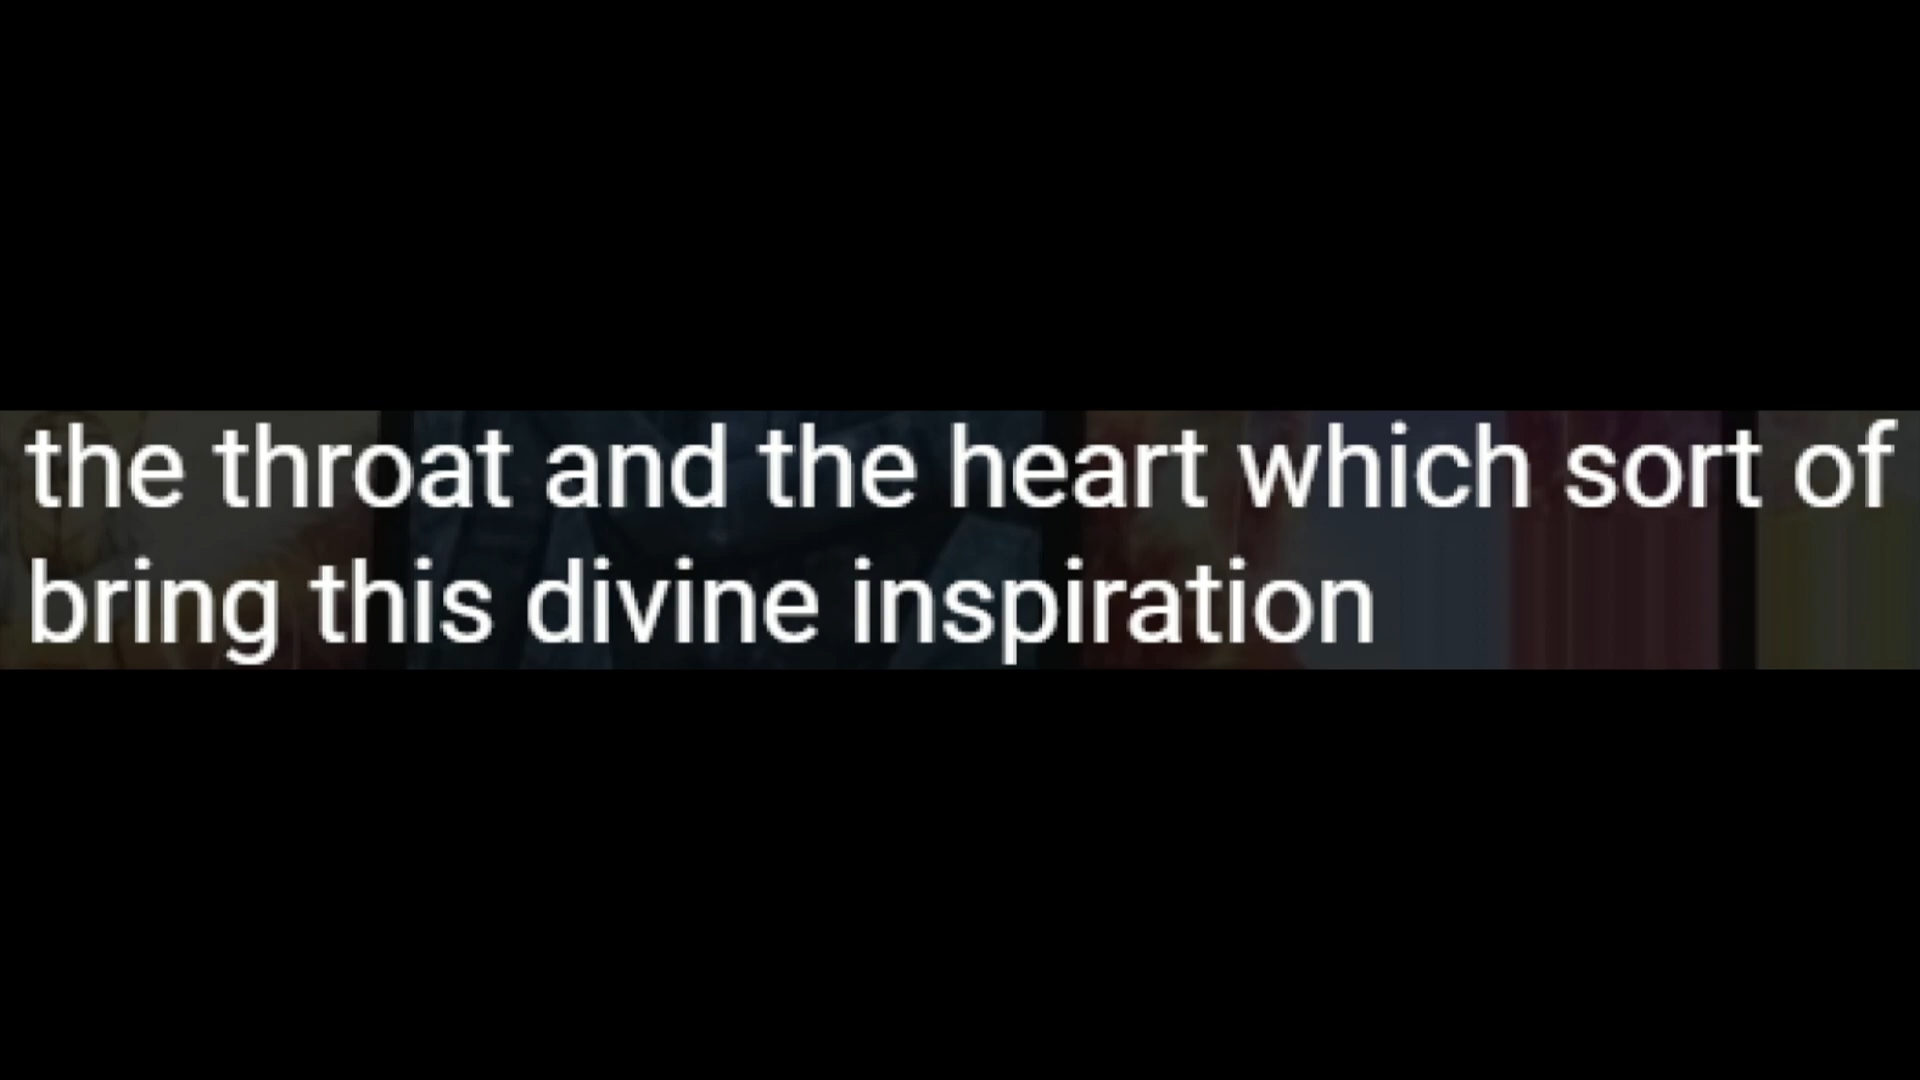 the throat and the heart which sort of
bring this divine inspiration